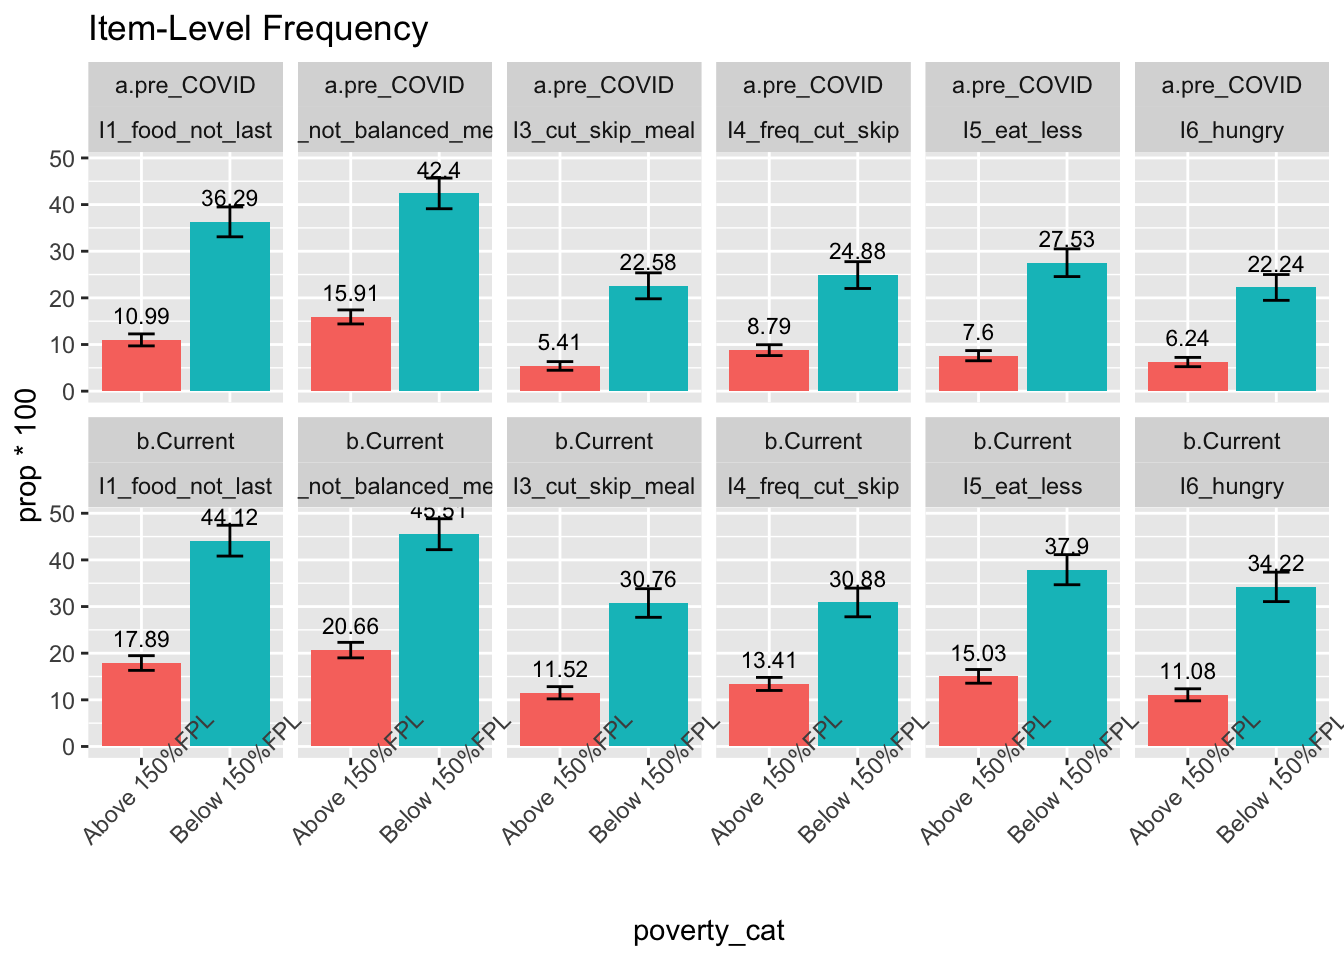 Item-Level Frequency
a.pre_COVID a.pre_COVID a.pre_COVID a.pre_COVID a.pre_COVID a.pre_COVID
I1_food_not_last _not_balanced_me I3_cut_skip_meal I4_freq_cut_skip I5_eat_less I6_hungry
50
40
30
20
10
0
10.99 36.29 15.91 42.4 5.41 22.58 8.79 24.88 7.6 27.53 6.24 22.24
b.Current b.Current b.Current b.Current b.Current b.Current
I1_food_not_last _not_balanced_me I3_cut_skip_meal I4_freq_cut_skip I5_eat_less I6_hungry
50
40
30
20
10
0
17.89 44.12 20.66 45.51 11.52 30.76 13.41 30.88 15.03 37.9 11.08 34.22
Above 150%FPL Below 150%FPL Above 150%FPL Below 150%FPL Above 150%FPL Below 150%FPL Above 150%FPL Below 150%FPL Above 150%FPL Below 150%FPL Above 150%FPL Below 150%FPL
prop * 100
poverty_cat